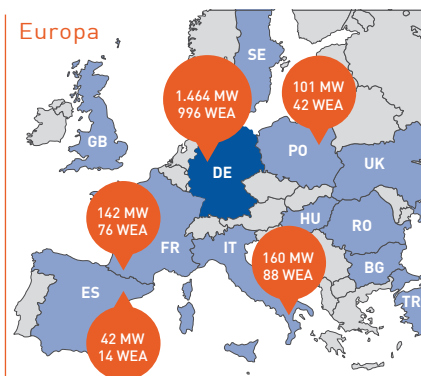 Europa
SE
1.464 MW
996 WEA
101 MW
42 WEA
GB
PO
DE
UK
142 MW
76 WEA
HU
RO
FR
IT
160 MW
88 WEA
BG
ES
TR
42 MW
14 WEA